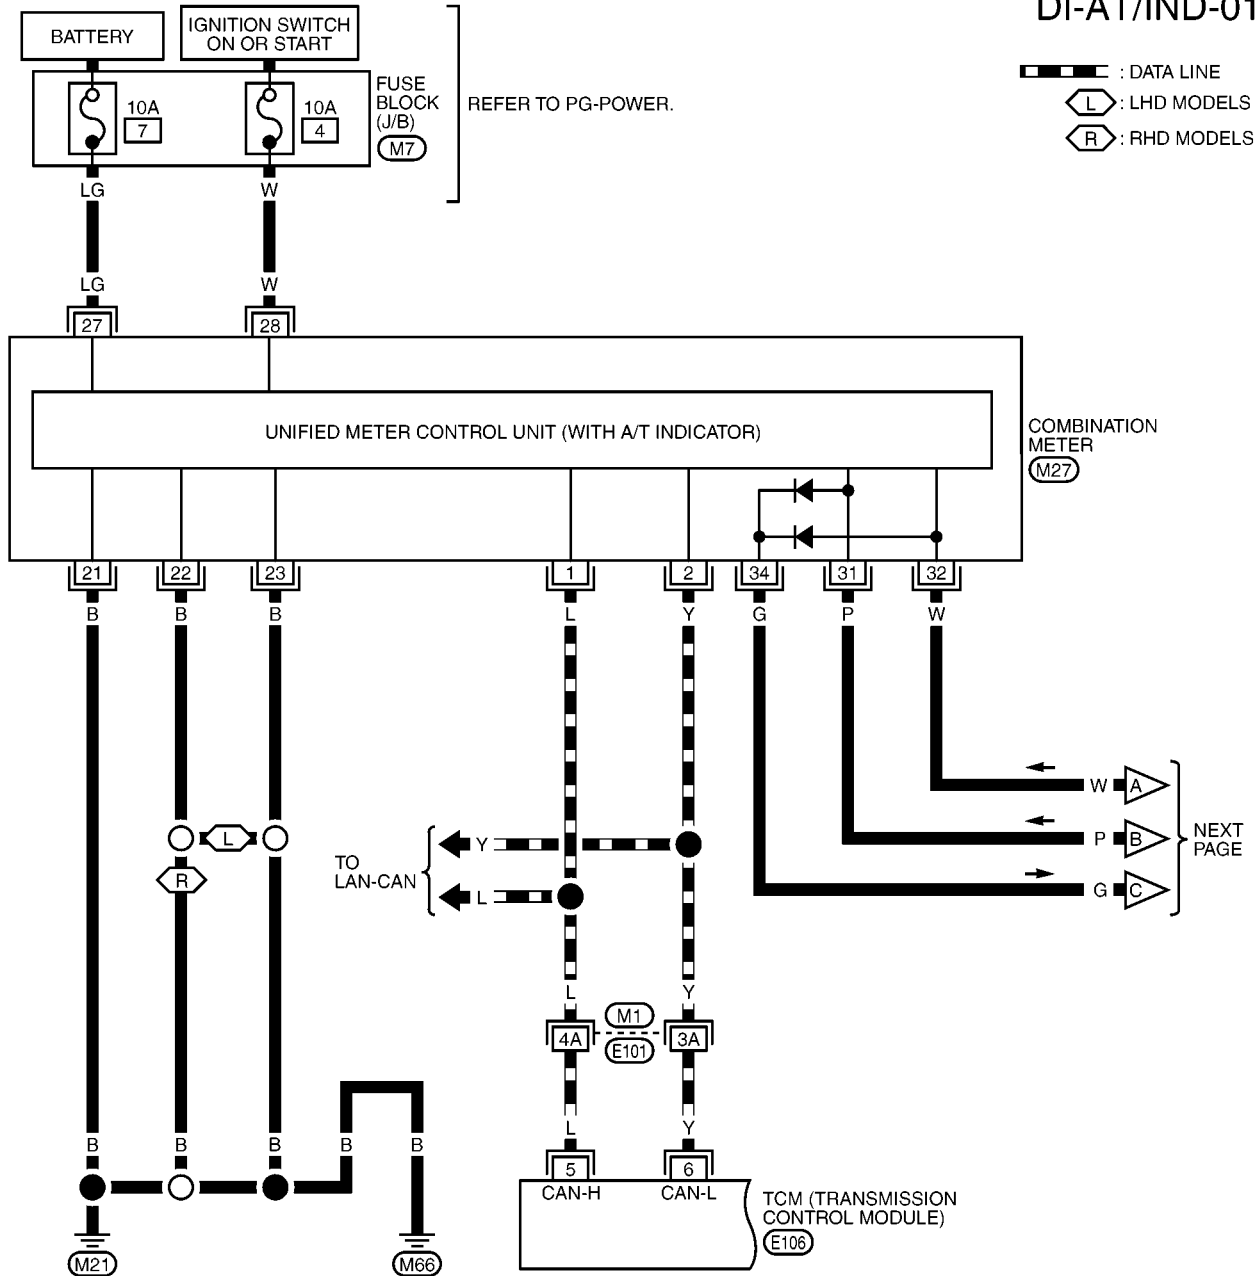 DI-AT/IND-01
BATTERY
IGNITION SWITCH
ON OR START
: DATA LINE
L : LHD MODELS
R : RHD MODELS
10A
7
10A
4
FUSE
BLOCK
(J/B)
M7
REFER TO PG-POWER.
LG
W
LG
W
27
28
UNIFIED METER CONTROL UNIT (WITH A/T INDICATOR)
COMBINATION
METER
M27
21
22
23
1
2
34
31
32
B
B
B
L
Y
G
P
W
W
A
P
B
G
C
NEXT
PAGE
L
R
TO
LAN-CAN
Y
L
L
Y
M1
4A
3A
E101
L
Y
B
B
B
B
B
5
6
CAN-H
CAN-L
TCM (TRANSMISSION
CONTROL MODULE)
E106
M21
M66